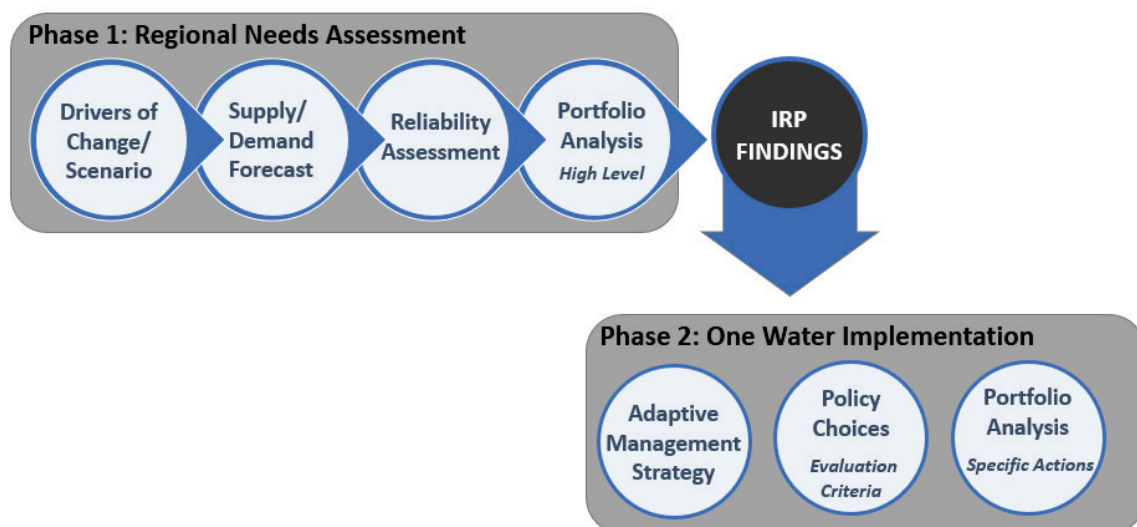 Phase 1: Regional Needs Assessment
Drivers of
Change/
Scenario
Supply/
Demand
Forecast
Reliability
Assessment
Portfolio
Analysis
High Level
IRP
FINDINGS
Phase 2: One Water Implementation
Adaptive
Management
Strategy
Policy
Choices
Evaluation
Criteria
Portfolio
Analysis
Specific Actions